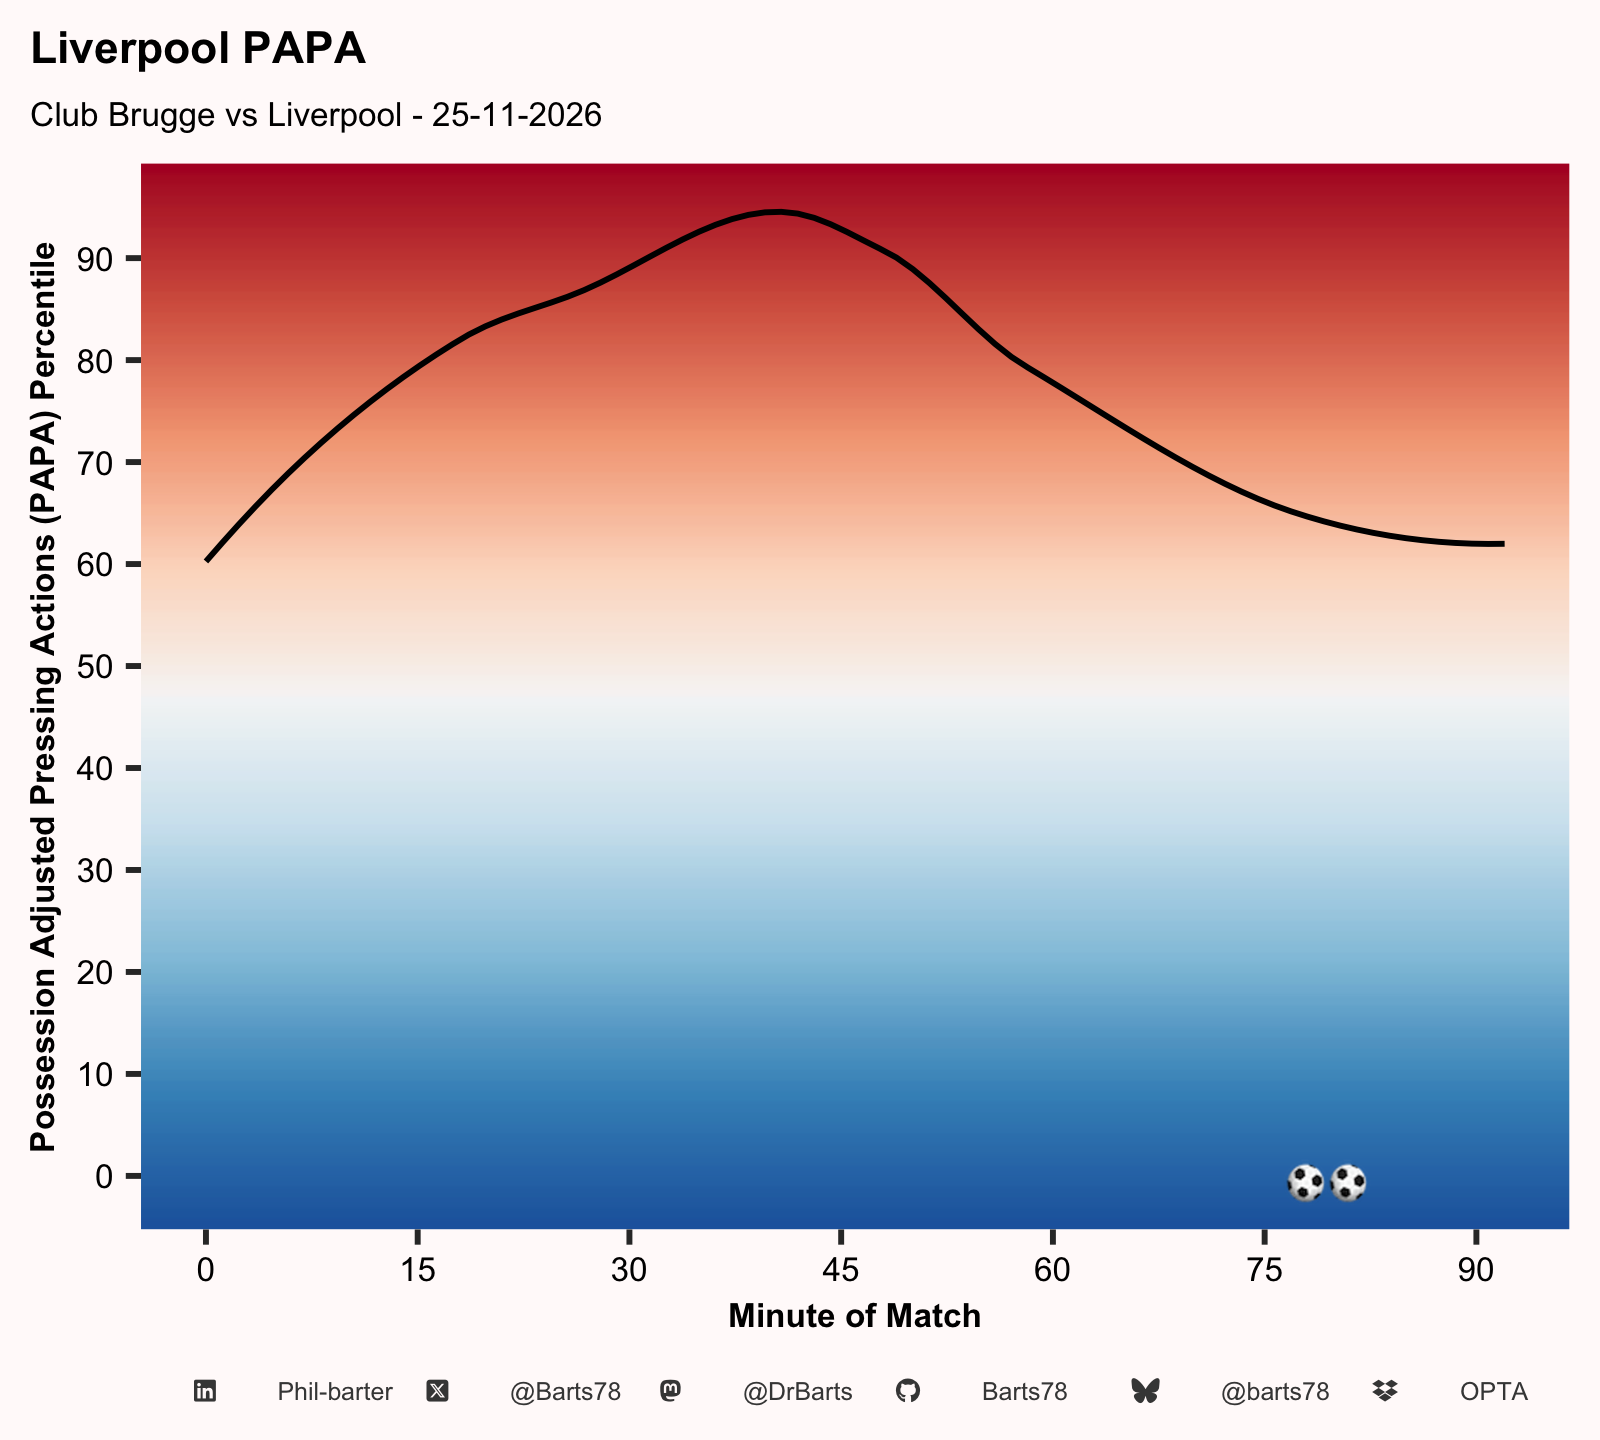 Liverpool PAPA
Club Brugge vs Liverpool - 25-11-2026
Possession Adjusted Pressing Actions (PAPA) Percentile
90
80
70
60
50
40
30
20
10
0
0 15 30 45 60 75 90
Minute of Match
Phil-barter @Barts78 @DrBarts Barts78 @barts78 OPTA